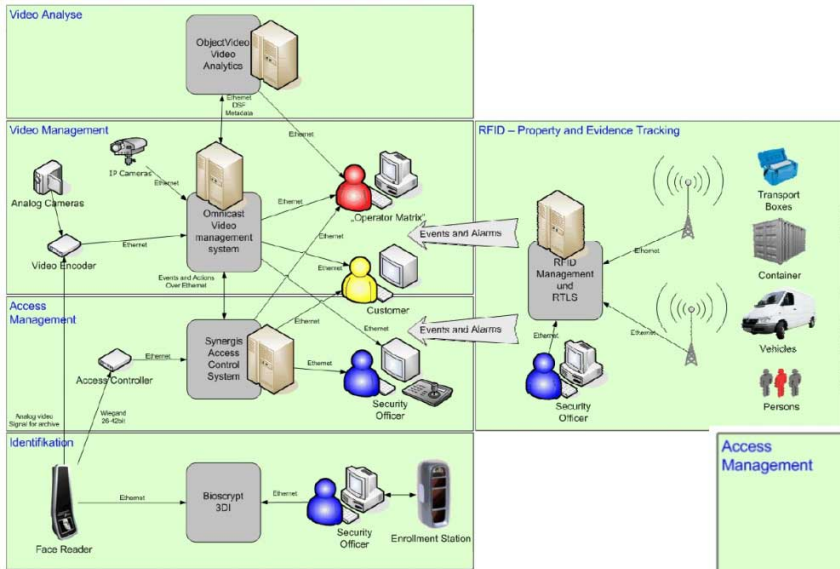 Video Analyse
ObjectVideo
Video
Analytics
Ethernet
DSF
Metadata
Ethernet
Video Management
IP Cameras
Ethernet
Analog Cameras
Omnicast
Video
management
system
Ethernet
„Operator Matrix“
Video Encoder
Ethernet
Ethernet
Ethernet
Customer
Events and Alarms
Events and Actions
Over Ethernet
RFID – Property and Evidence Tracking
RFID
Management
und
RTLS
Ethernet
Ethernet
Ethernet
Security
Officer
Transport
Boxes
Container
Vehicles
Persons
Access
Management
Synergis
Access
Control
System
Ethernet
Ethernet
Ethernet
Ethernet
Access Controller
Security
Officer
Events and Alarms
Analog video
Signal for archive
Wiegand
26-42bit
Identifikation
Face Reader
Ethernet
Bioscrypt
3DI
Ethernet
Security
Officer
Enrollment Station
Access
Management